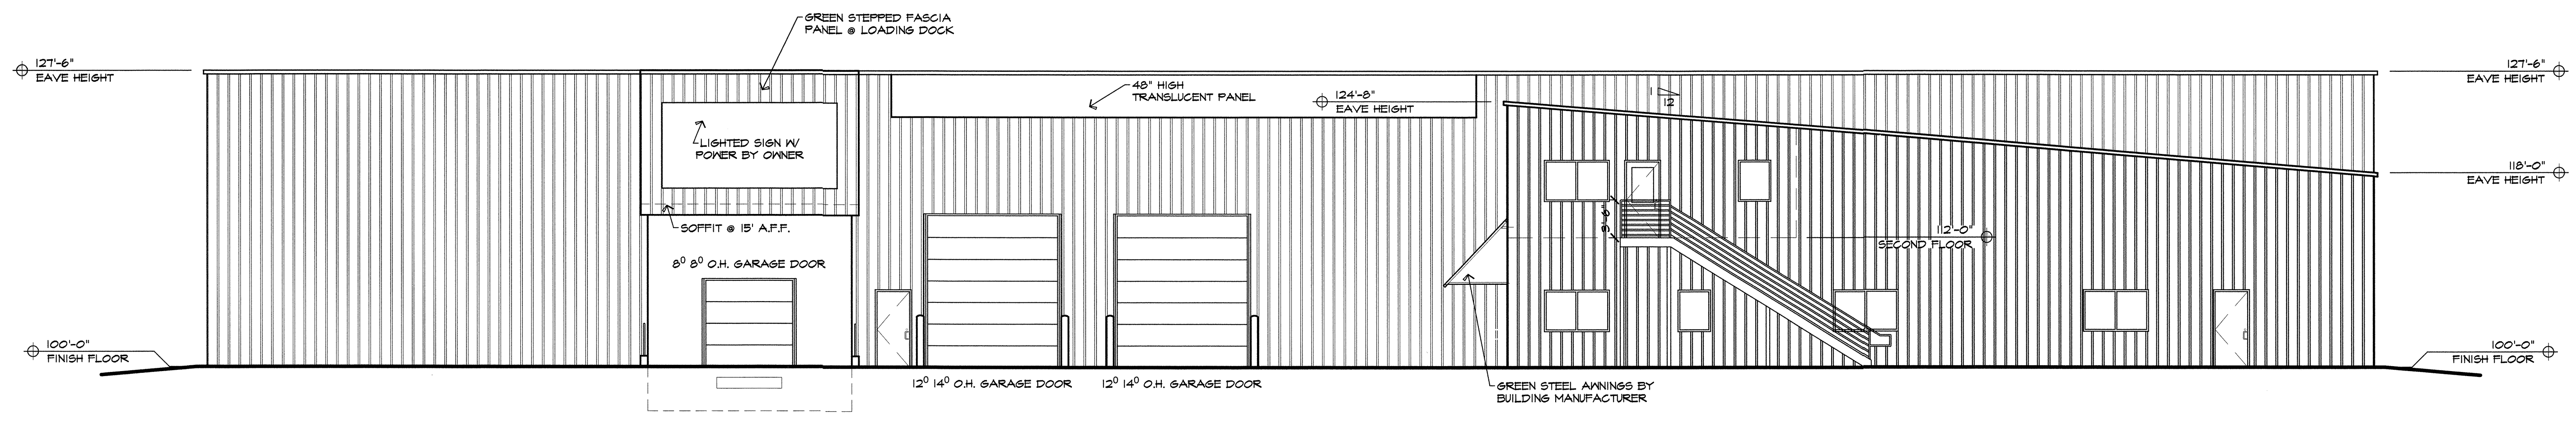 GREEN STEPPED FASCIA
PANEL @ LOADING DOCK
127'-6"
EAVE HEIGHT
48" HIGH
TRANSLUCENT PANEL
124'-8"
EAVE HEIGHT
1
12
127'-6"
EAVE HEIGHT
LIGHTED SIGN W/
POWER BY OWNER
118'-0"
EAVE HEIGHT
SOFFIT @ 15' A.F.F.
3'-6"
112'-0"
SECOND FLOOR
8⁰ 8⁰ O.H. GARAGE DOOR
100'-0"
FINISH FLOOR
100'-0"
FINISH FLOOR
12⁰ 14⁰ O.H. GARAGE DOOR
12⁰ 14⁰ O.H. GARAGE DOOR
GREEN STEEL AWNINGS BY
BUILDING MANUFACTURER